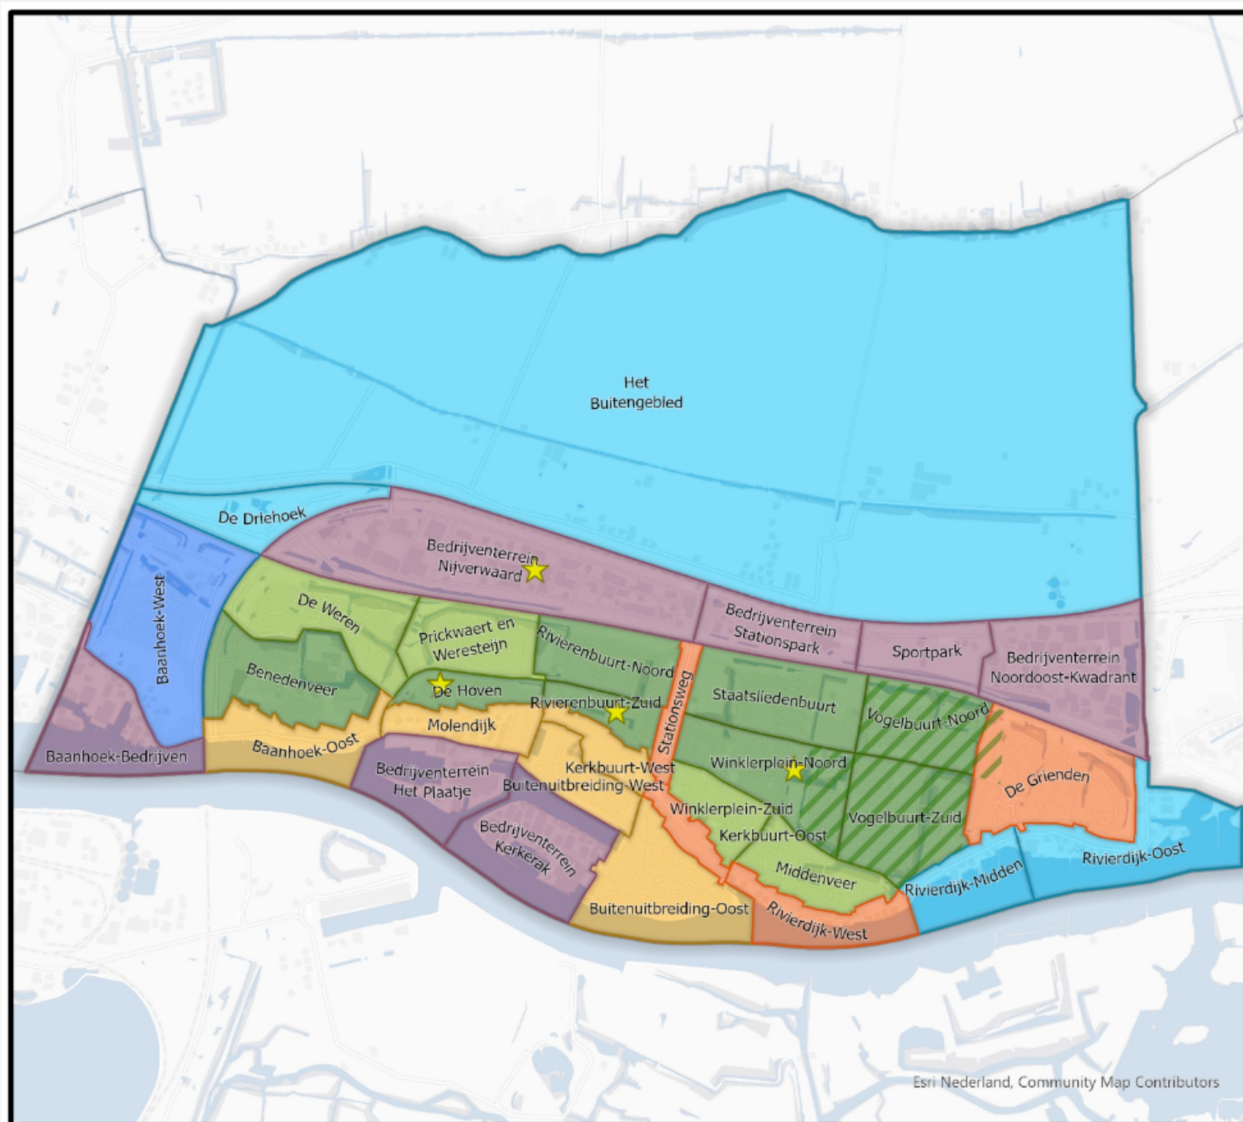 Het
Buitengebled
De Driehoek
Bedrijventerrein
Nijverwaard
Baanhoek-West
De Weren
Prickwaert en
Weresteijn
Rivierenbuurt-Noord
Bedrijventerrein
Stationspark
Sportpark
Bedrijventerrein
Noordoost-Kwadrant
Benedenveer
De Hoven
Rivierenbuurt-Zuid
Stationsweg
Staatsliedenbuurt
Vogelbuurt-Noord
Molendijk
Baanhoek-Oost
Baanhoek-Bedrijven
Bedrijventerrein
Het Plaatje
Kerkbuurt-West
Buitenuitbreiding-West
Winklerplein-Noord
De Grienden
Winklerplein-Zuid
Vogelbuurt-Zuid
Kerkbuurt-Oost
Bedrijventerrein
Kerkerak
Middenveer
Rivierdijk-Midden
Rivierdijk-Oost
Buitenuitbreiding-Oost
Rivierdijk-West
Esri Nederland, Community Map Contributors